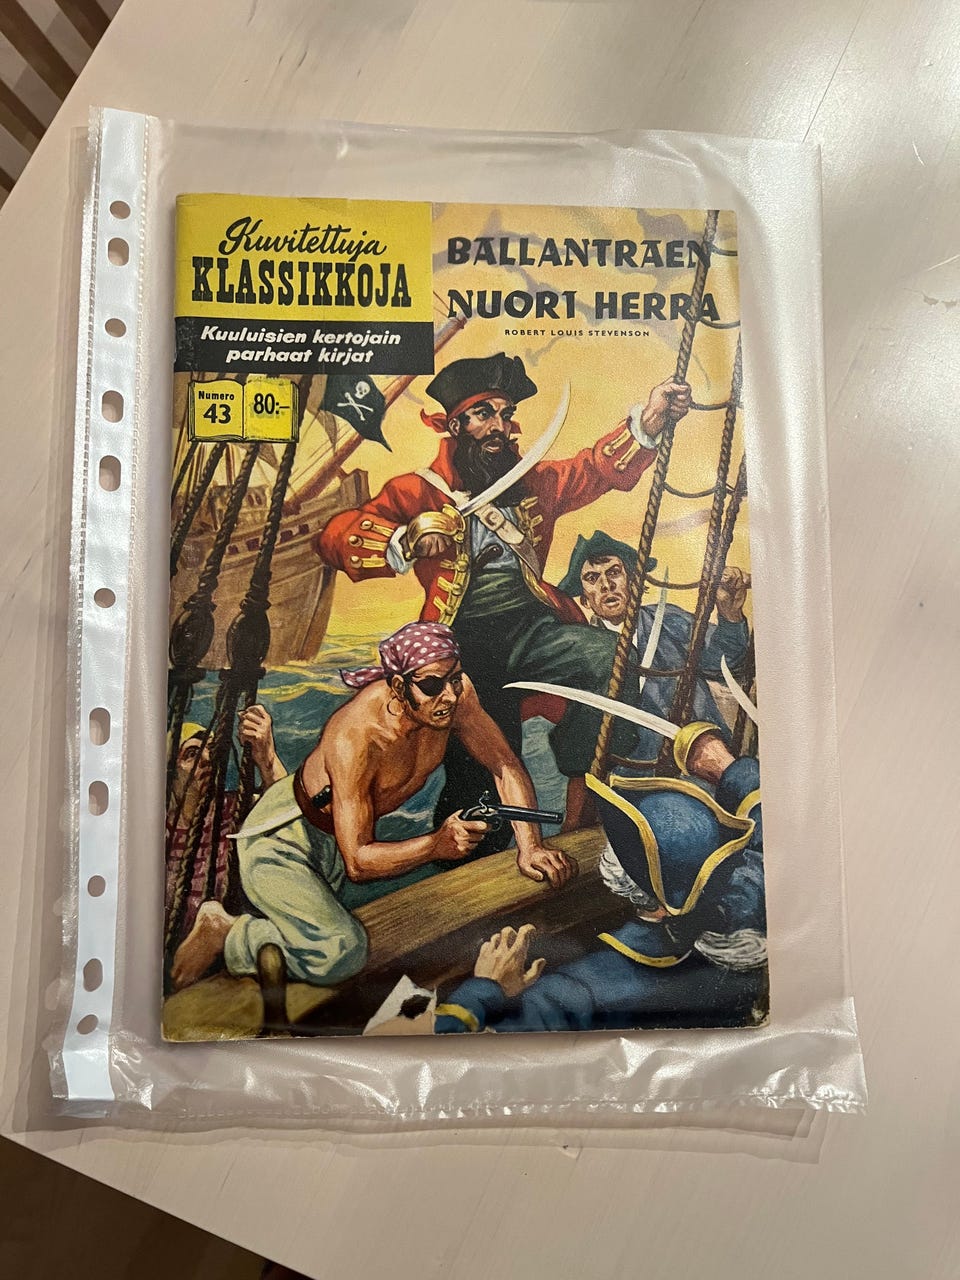 Kuvitettuja
KLASSIKKOJA
Kuuluisien kertojain
parhaat kirjat
Numero
43
80:-
BALLANTRAEN
NUORI HERRA
ROBERT LOUIS STEVENSON